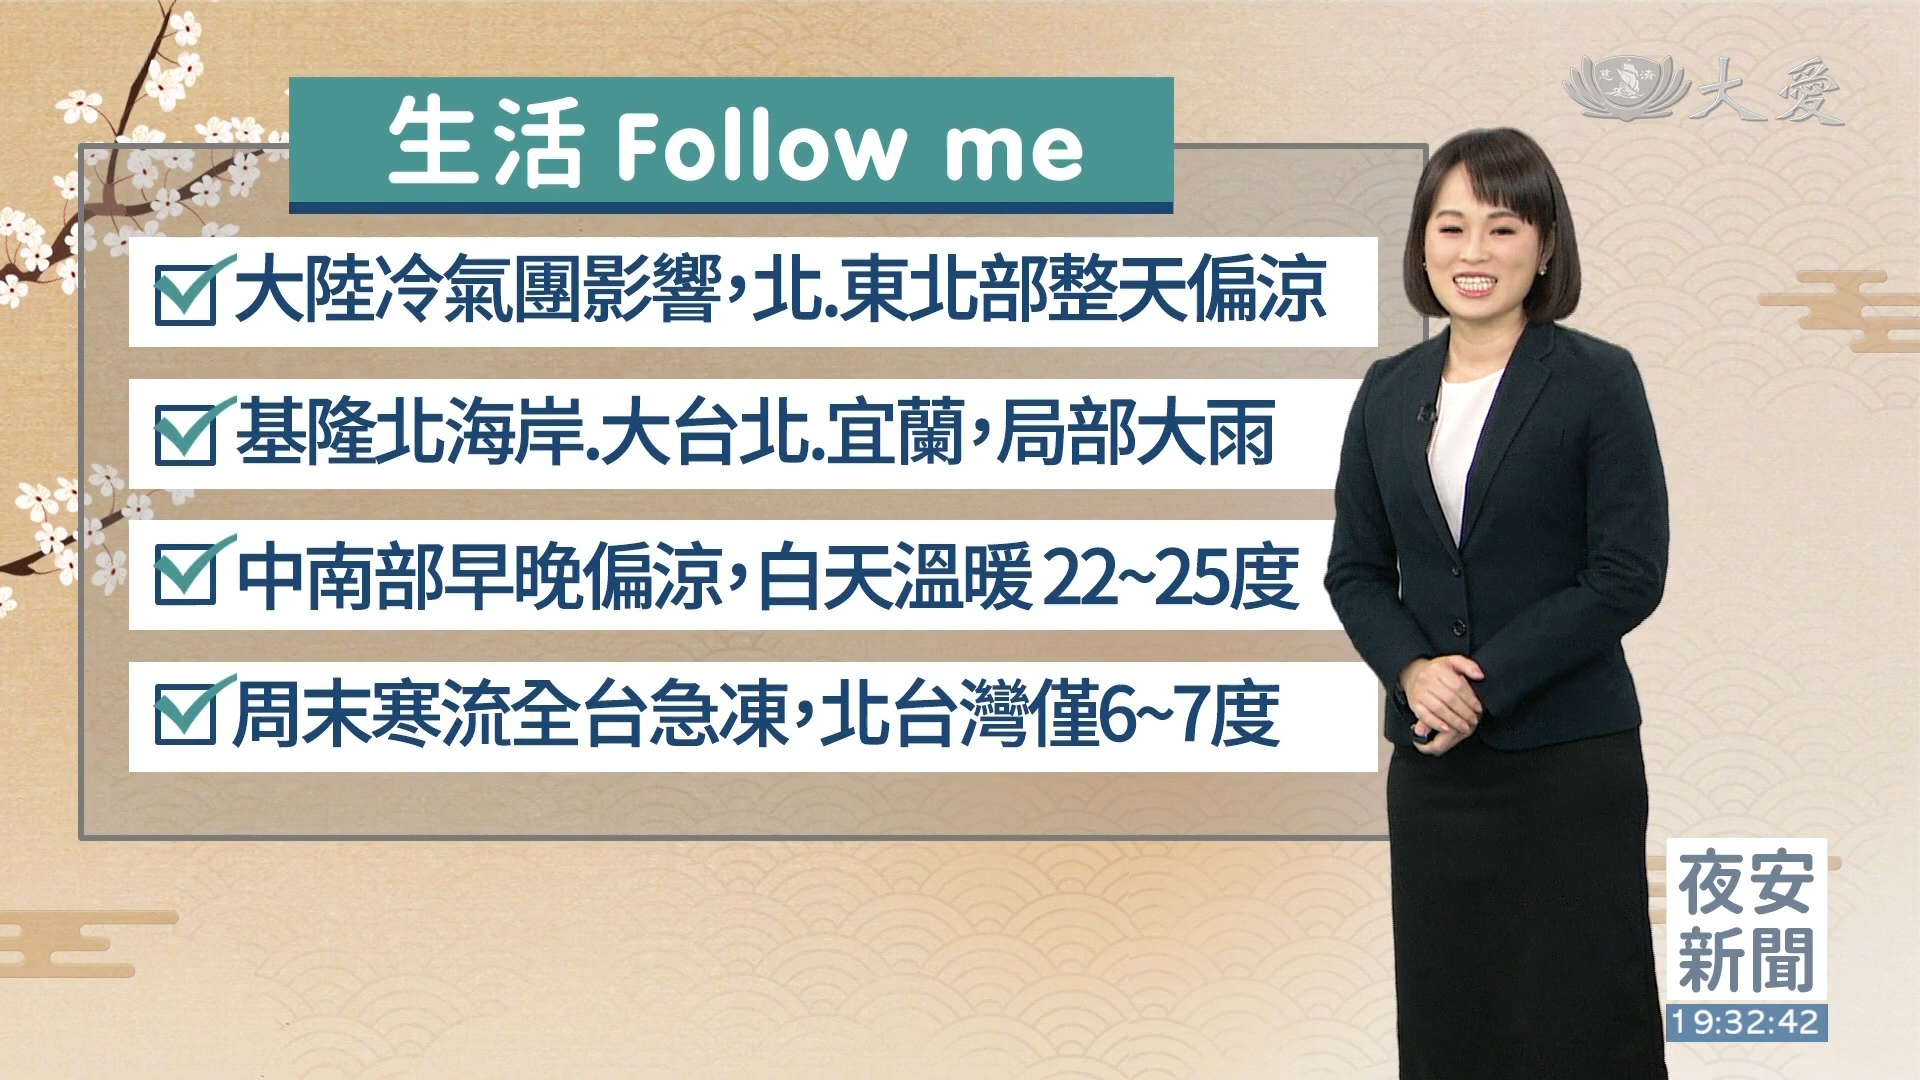 慈濟
大愛
生活 Follow me
大陸冷氣團影響，北.東北部整天偏涼
基隆北海岸.大台北.宜蘭，局部大雨
中南部早晚偏涼，白天溫暖 22~25度
周末寒流全台急凍，北台灣僅6~7度
夜安
新聞
19:32:42